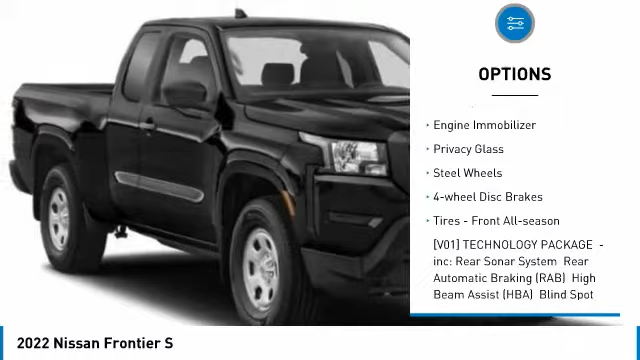 OPTIONS
• Engine Immobilizer
• Privacy Glass
• Steel Wheels
• 4-wheel Disc Brakes
• Tires - Front All-season
[V01] TECHNOLOGY PACKAGE -
inc: Rear Sonar System Rear
Automatic Braking (RAB) High
Beam Assist (HBA) Blind Spot
2022 Nissan Frontier S